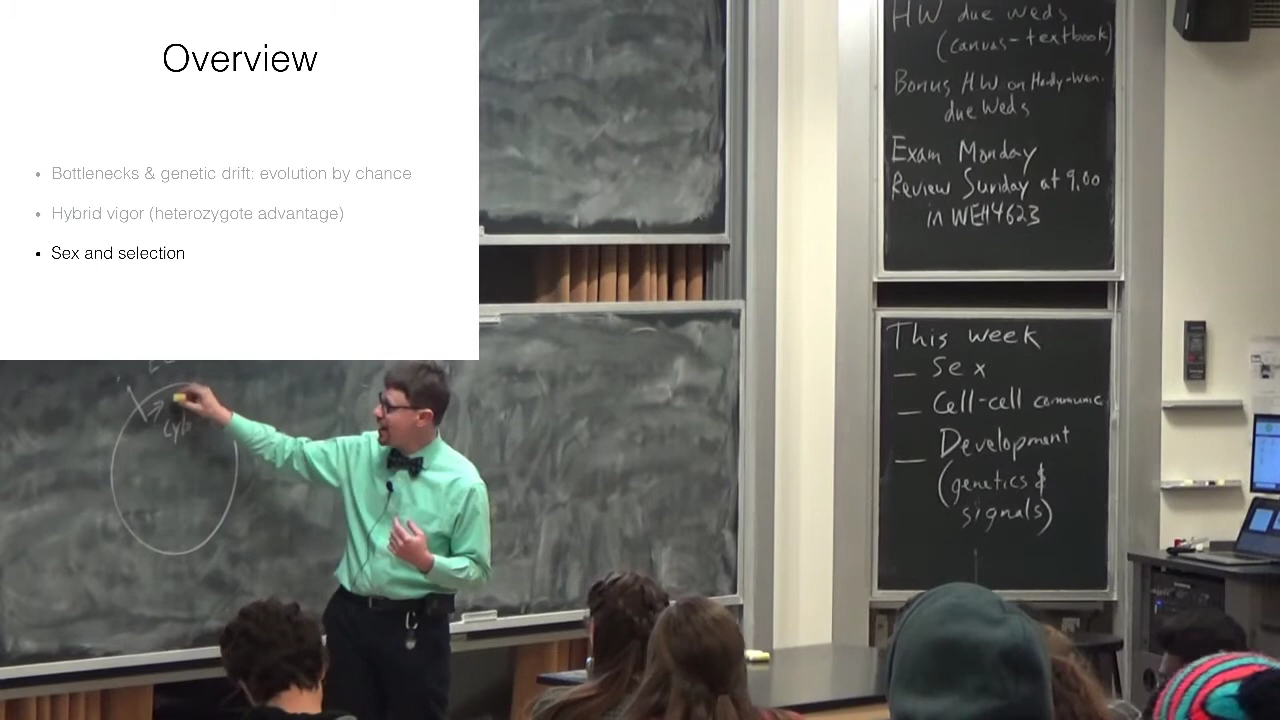 Overview
• Bottlenecks & genetic drift: evolution by chance
• Hybrid vigor (heterozygote advantage)
• Sex and selection
HW due Weds
(canvas-textbook)
Bonus HW on Hardy-Wein.
due Weds
Exam Monday
Review Sunday at 9:00
in WEH4623
This week
— Sex
— Cell-cell communic
— Development
(genetics &
signals)